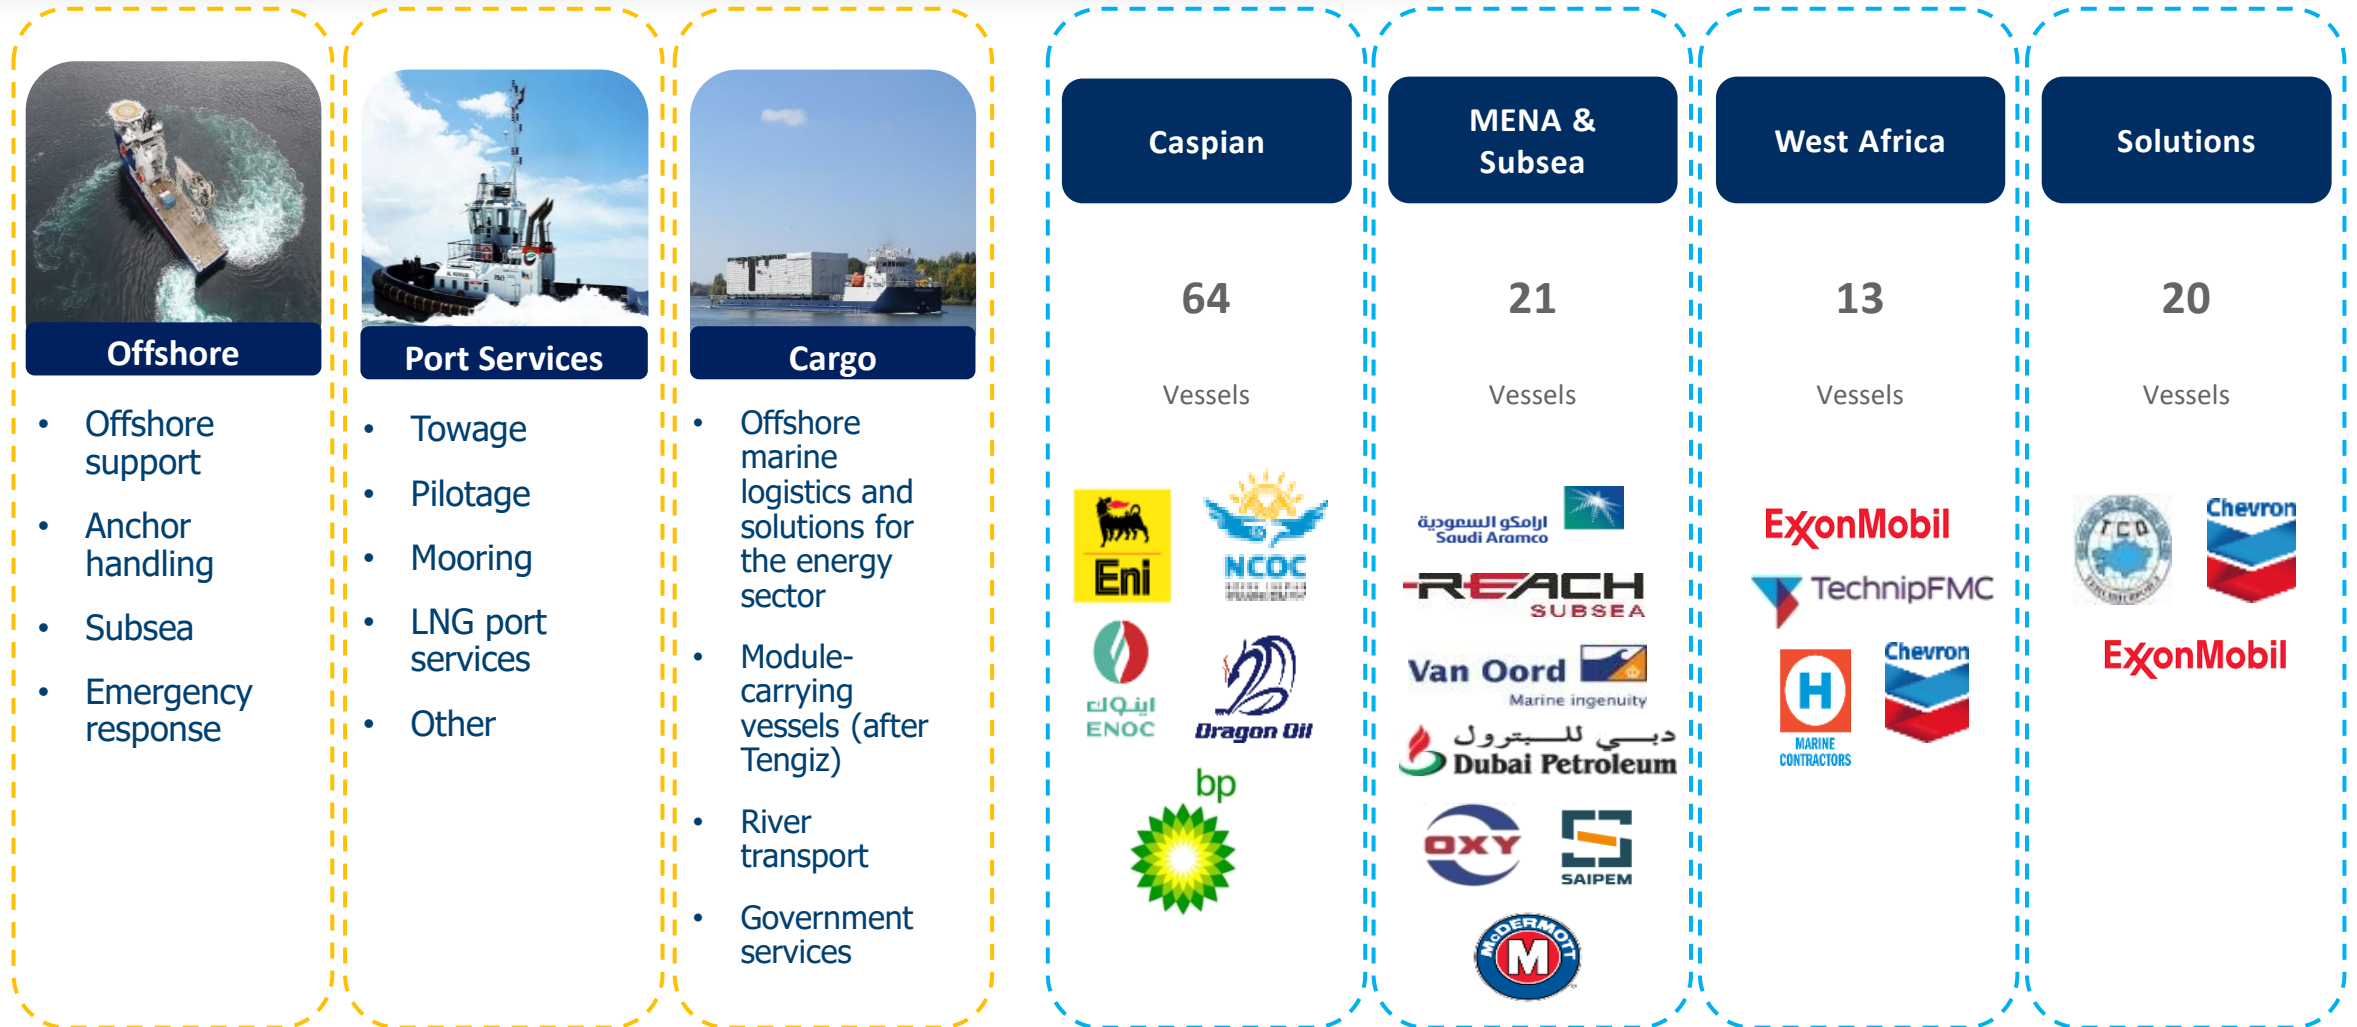 Offshore
• Offshore
support
• Anchor
handling
• Subsea
• Emergency
response
Port Services
• Towage
• Pilotage
• Mooring
• LNG port
services
• Other
Cargo
• Offshore
marine
logistics and
solutions for
the energy
sector
• Module-
carrying
vessels (after
Tengiz)
• River
transport
• Government
services
Caspian
64
Vessels
Eni
NCOC
اينوك
ENOC
Dragon Oil
bp
MENA &
Subsea
21
Vessels
ارامكو السعودية
Saudi Aramco
REACH
SUBSEA
Van Oord
Marine ingenuity
دبي للبترول
Dubai Petroleum
OXY
SAIPEM
McDERMOTT
M
West Africa
13
Vessels
ExxonMobil
TechnipFMC
H
MARINE
CONTRACTORS
Chevron
Solutions
20
Vessels
TCO
Chevron
ExxonMobil